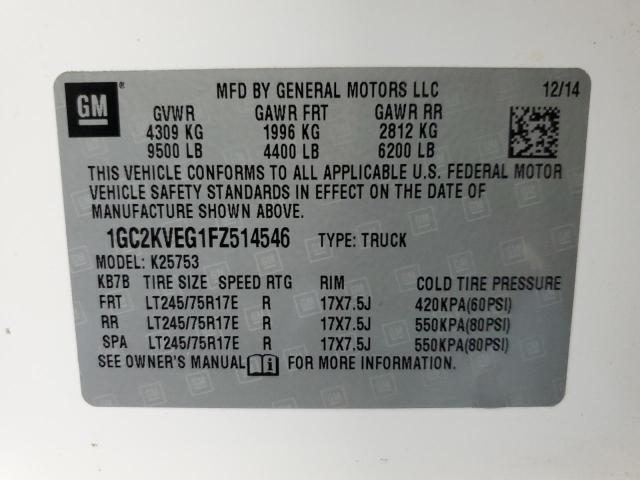 GM
MFD BY GENERAL MOTORS LLC 12/14
GVWR GAWR FRT GAWR RR
4309 KG 1996 KG 2812 KG
9500 LB 4400 LB 6200 LB
THIS VEHICLE CONFORMS TO ALL APPLICABLE U.S. FEDERAL MOTOR
VEHICLE SAFETY STANDARDS IN EFFECT ON THE DATE OF
MANUFACTURE SHOWN ABOVE.
1GC2KVEG1FZ514546 TYPE: TRUCK
MODEL: K25753
KB7B TIRE SIZE SPEED RTG RIM COLD TIRE PRESSURE
FRT LT245/75R17E R 17X7.5J 420KPA(60PSI)
RR LT245/75R17E R 17X7.5J 550KPA(80PSI)
SPA LT245/75R17E R 17X7.5J 550KPA(80PSI)
SEE OWNER'S MANUAL i FOR MORE INFORMATION.